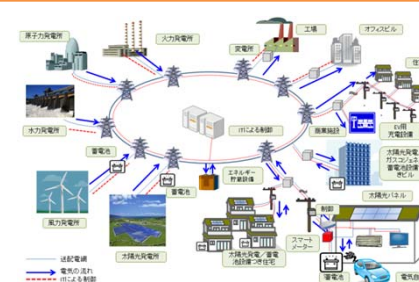 原子力発電所
火力発電所
変電所
工場
オフィスビル
水力発電所
ITによる制御
商業施設
EV用
充電設備
蓄電池
蓄電池
エネルギー
貯蔵設備
太陽光発電
ガスコジェネ
蓄電池設備
きビル
風力発電所
太陽光発電所
太陽光発電/蓄電
池設備つき住宅
スマート
メーター
太陽光パネル
制御
蓄電池
電気自
送配電網
電気の流れ
ITによる制御